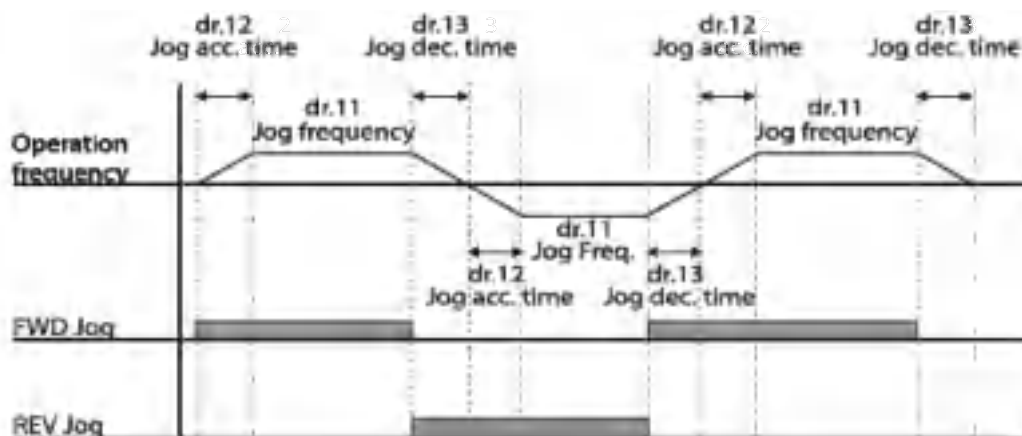 dr.12
Jog acc. time
dr.13
Jog dec. time
dr.12
Jog acc. time
dr.13
Jog dec. time
dr.11
Jog frequency
dr.11
Jog frequency
Operation
frequency
dr.11
Jog Freq.
dr.12
Jog acc. time
dr.13
Jog dec. time
FWD Jog
REV Jog